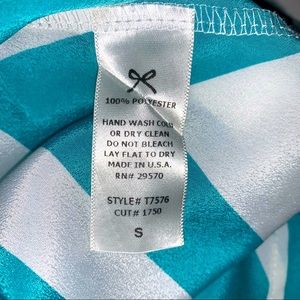 100% POLYESTER
HAND WASH COLD
OR DRY CLEAN
DO NOT BLEACH
LAY FLAT TO DRY
MADE IN U.S.A.
RN# 29570
STYLE# T7576
CUT# 1750
S